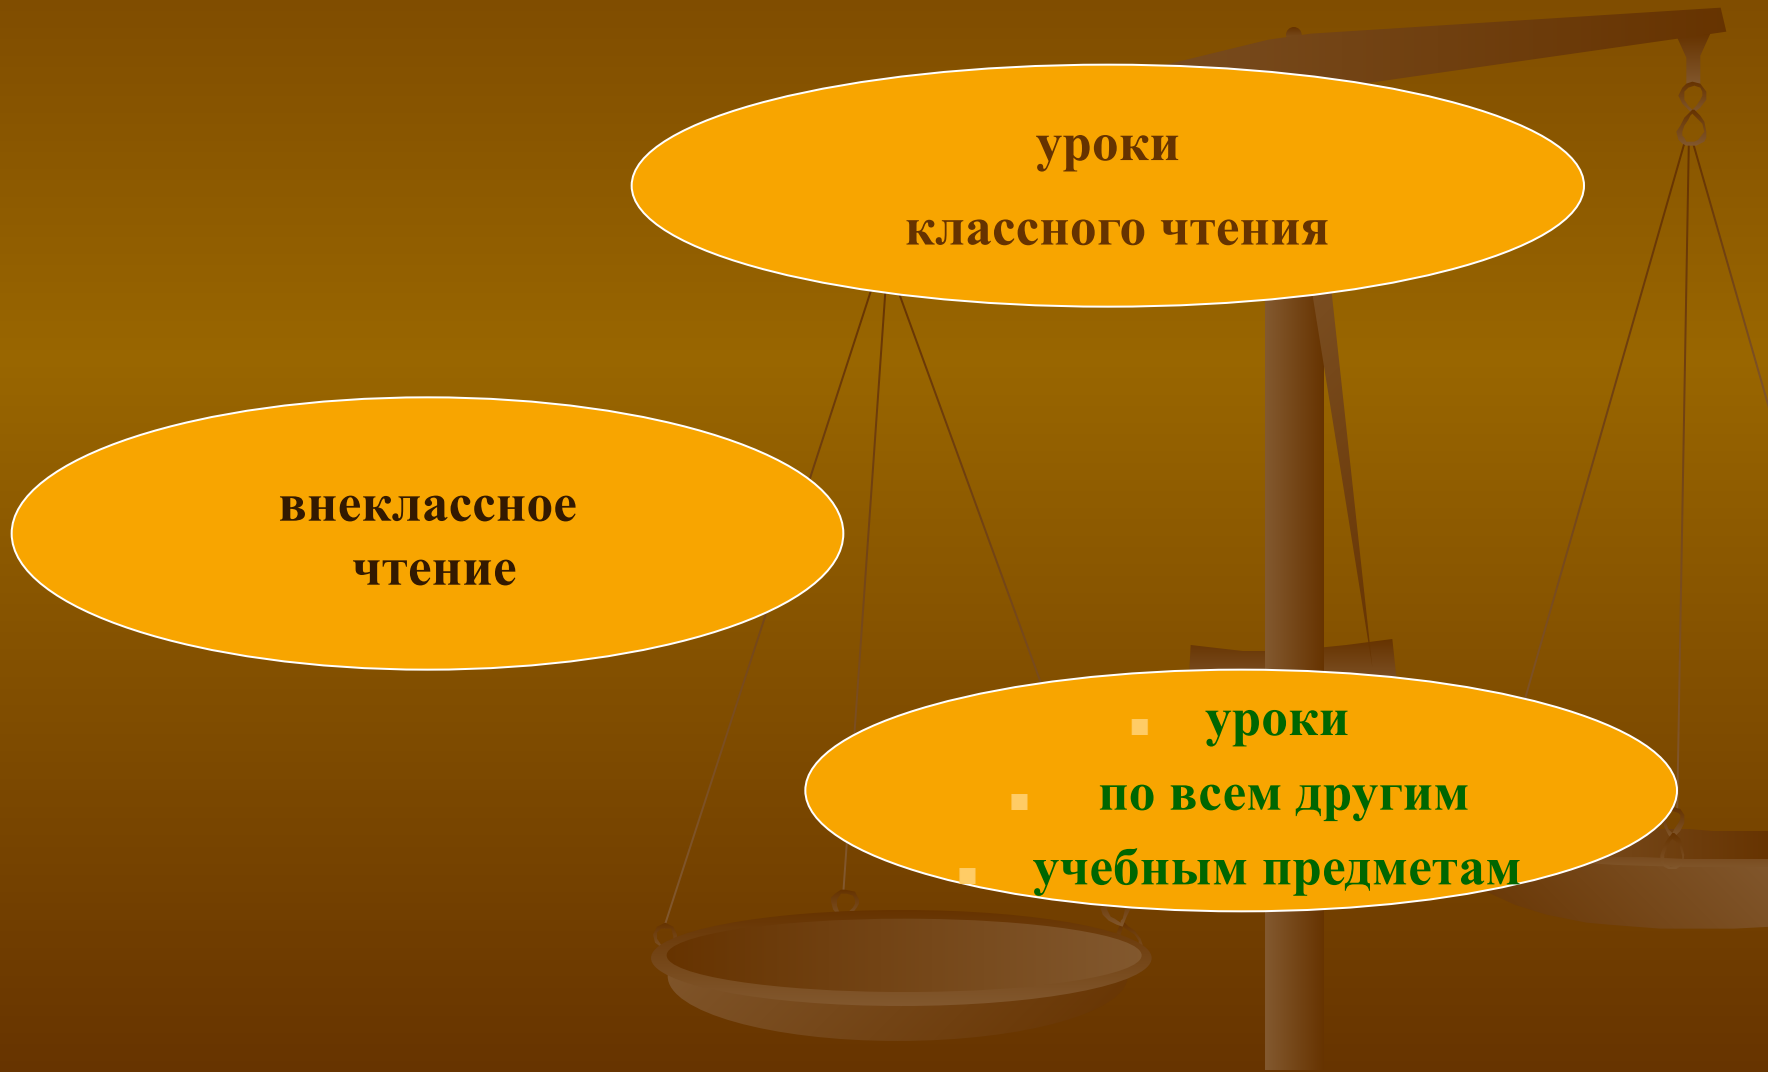 уроки
классного чтения
внеклассное
чтение
уроки
по всем другим
учебным предметам